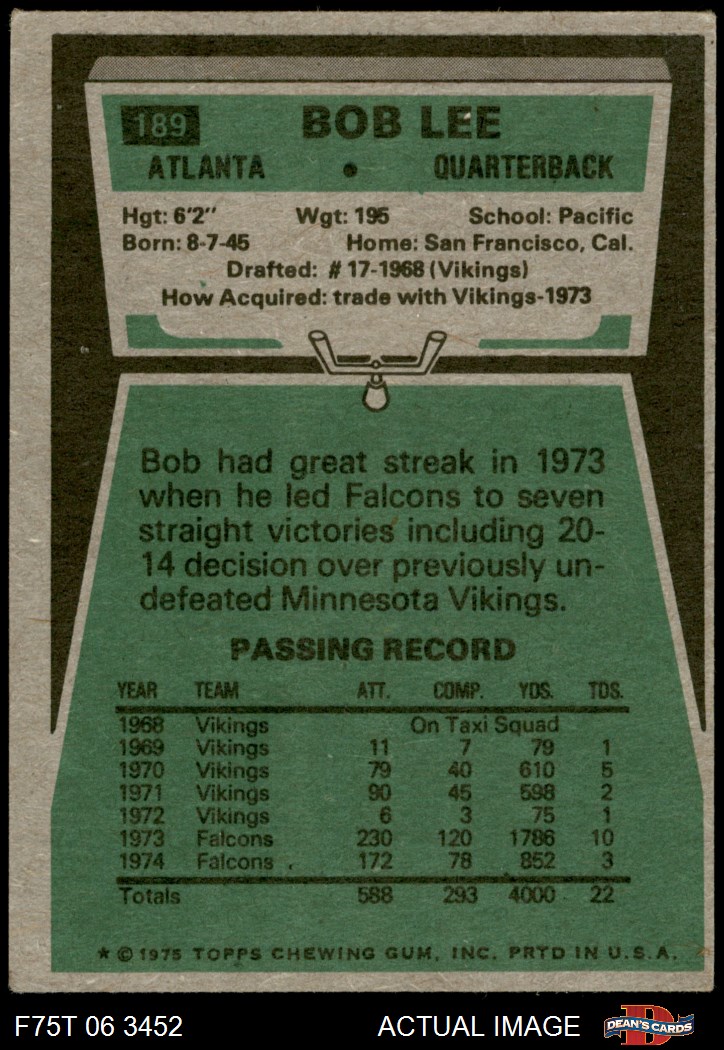 189 BOB LEE
ATLANTA • QUARTERBACK
Hgt: 6'2" Wgt: 195 School: Pacific
Born: 8-7-45 Home: San Francisco, Cal.
Drafted: #17-1968 (Vikings)
How Acquired: trade with Vikings-1973
Bob had great streak in 1973
when he led Falcons to seven
straight victories including 20-
14 decision over previously un-
defeated Minnesota Vikings.
PASSING RECORD
YEAR TEAM ATT. COMP. YDS. TDS.
1968 Vikings On Taxi Squad
1969 Vikings 11 7 79 1
1970 Vikings 79 40 610 5
1971 Vikings 90 45 598 2
1972 Vikings 6 3 75 1
1973 Falcons 230 120 1786 10
1974 Falcons 172 78 852 3
Totals 588 293 4000 22
★ © 1975 TOPPS CHEWING GUM, INC. PRTD IN U.S.A.
F75T 06 3452 ACTUAL IMAGE D DEAN'S CARDS